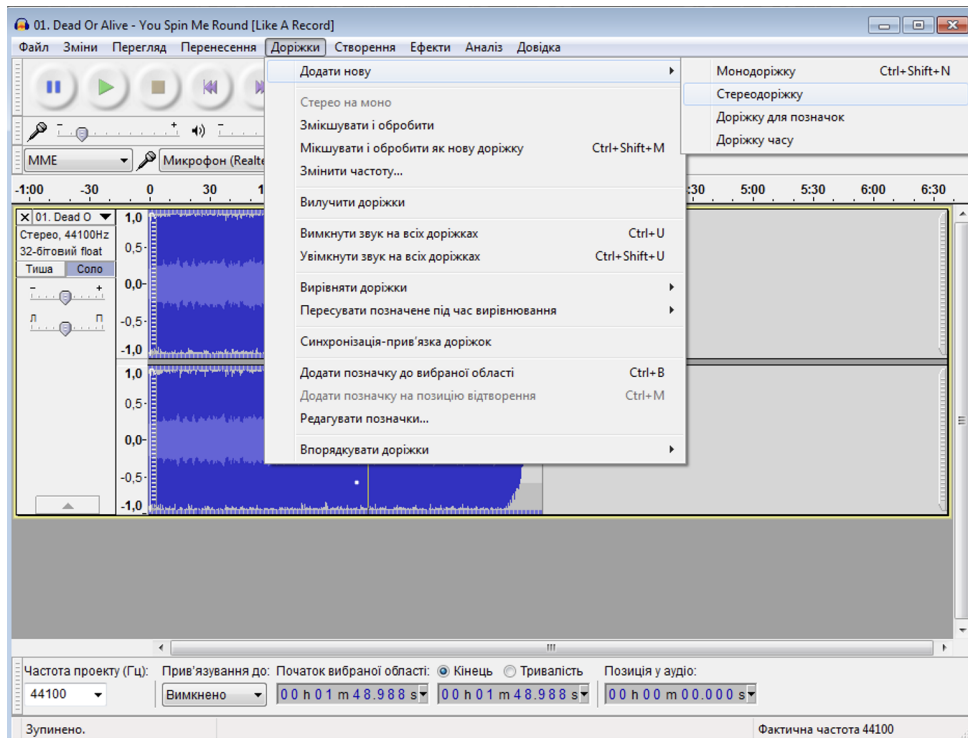 01. Dead Or Alive - You Spin Me Round [Like A Record]
Файл Зміни Перегляд Перенесення Доріжки Створення Ефекти Аналіз Довідка
Додати нову
Стерео на моно
Змікшувати і обробити
Мікшувати і обробити як нову доріжку Ctrl+Shift+M
Змінити частоту...
Вилучити доріжки
Вимкнути звук на всіх доріжках Ctrl+U
Увімкнути звук на всіх доріжках Ctrl+Shift+U
Вирівняти доріжки
Пересувати позначене під час вирівнювання
Синхронізація-прив'язка доріжок
Додати позначку до вибраної області Ctrl+B
Додати позначку на позицію відтворення Ctrl+M
Редагувати позначки...
Впорядкувати доріжки
Монодоріжку Ctrl+Shift+N
Стереодоріжку
Доріжку для позначок
Доріжку часу
MME Микрофон (Realte
-1:00 -30 0 30 1 :30 5:00 5:30 6:00 6:30
01. Dead O
Стерео, 44100Hz
32-бітовий float
Тиша Соло
- +
Л П
1,0
0,5-
0,0-
-0,5-
-1,0
1,0
0,5-
0,0-
-0,5-
-1,0
Частота проекту (Гц): Прив'язування до: Початок вибраної області: Кінець Тривалість Позиція у аудіо:
44100 Вимкнено 00 h 01 m 48.988 s 00 h 01 m 48.988 s 00 h 00 m 00.000 s
Зупинено. Фактична частота 44100